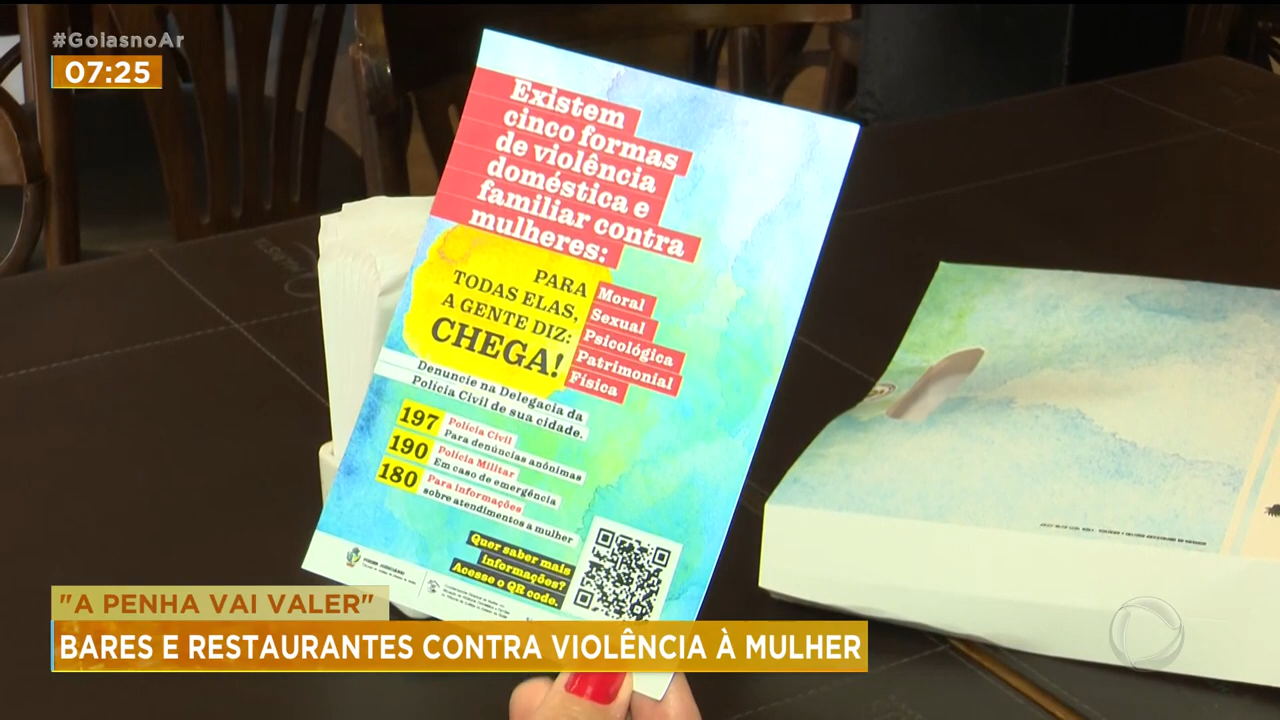 #GoiasnoAr
07:25
Existem
cinco formas
de violência
doméstica e
familiar contra
mulheres:
PARA
TODAS ELAS,
A GENTE DIZ:
CHEGA!
Moral
Sexual
Psicológica
Patrimonial
Física
Denuncie na Delegacia da
Polícia Civil de sua cidade.
197 Polícia Civil
Para denúncias anônimas
190 Polícia Militar
Em caso de emergência
180 Para informações
sobre atendimentos a mulher
Quer saber mais
informações?
Acesse o QR code.
PODER JUDICIÁRIO
"A PENHA VAI VALER"
BARES E RESTAURANTES CONTRA VIOLÊNCIA À MULHER